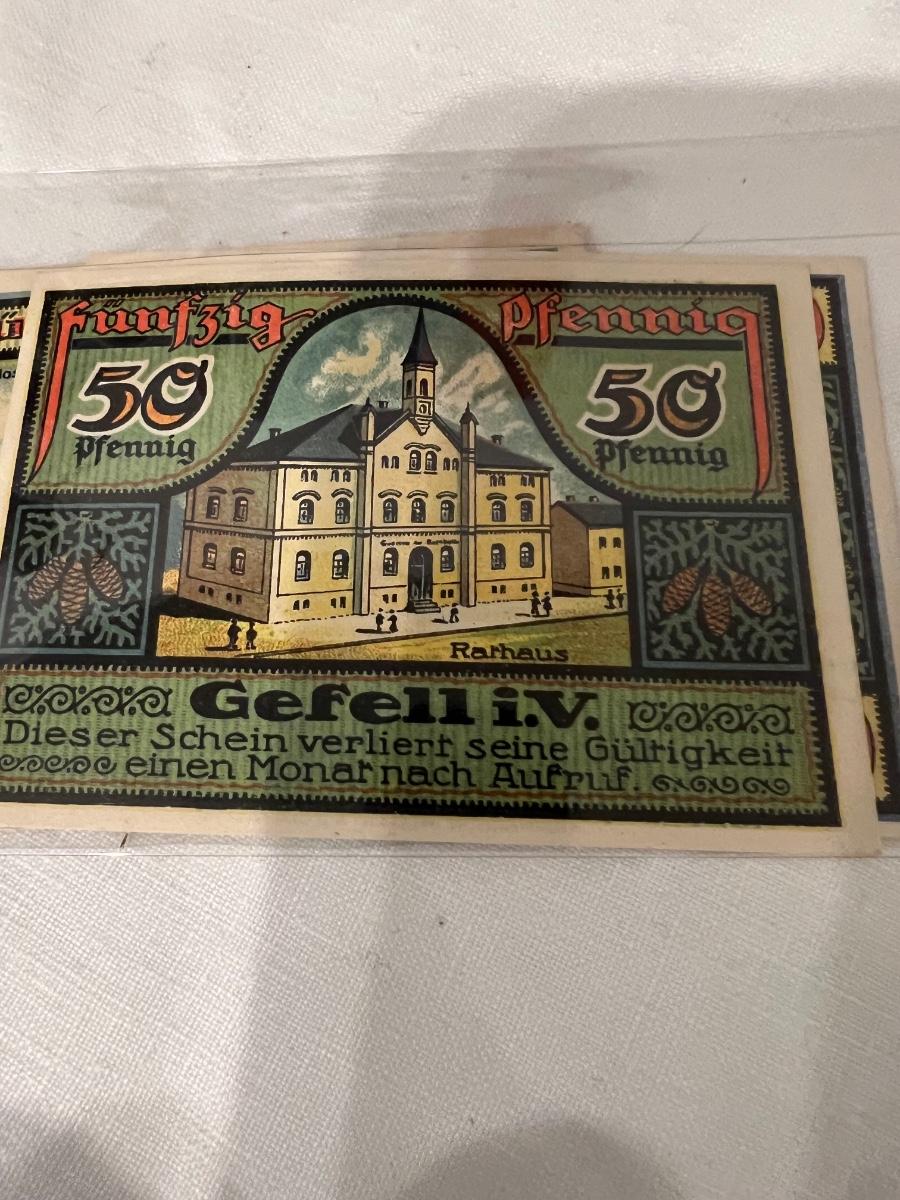 Fünfzig Pfennig
50 50
Pfennig Pfennig
Rathaus
Gefell i.V.
Dieser Schein verliert seine Gültigkeit
einen Monat nach Aufruf.